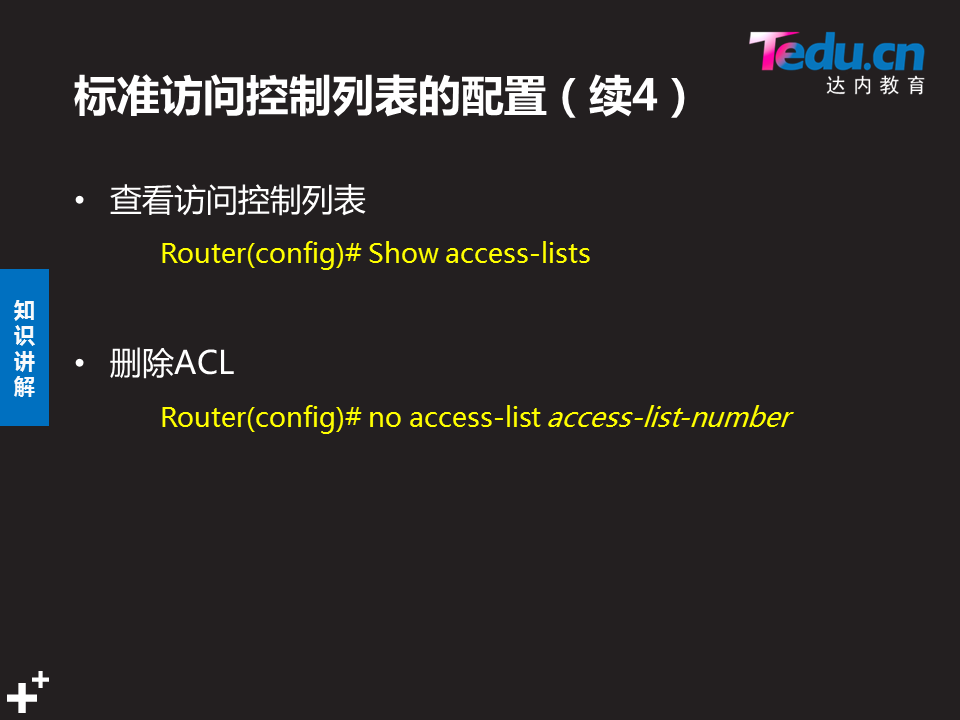 Tedu.cn
达内教育
标准访问控制列表的配置（续4）
• 查看访问控制列表
Router(config)# Show access-lists
知识讲解
• 删除ACL
Router(config)# no access-list access-list-number